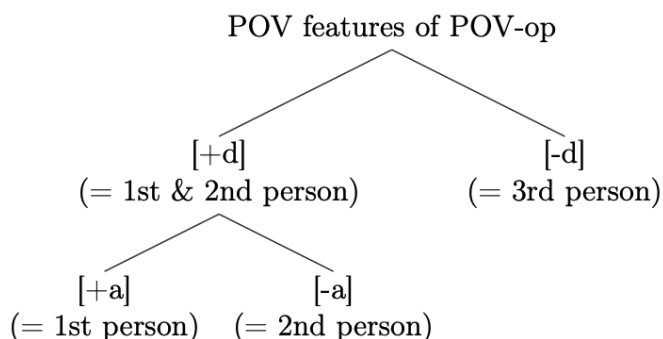 POV features of POV-op
[+d] [-d]
(= 1st & 2nd person) (= 3rd person)
[+a] [-a]
(= 1st person) (= 2nd person)